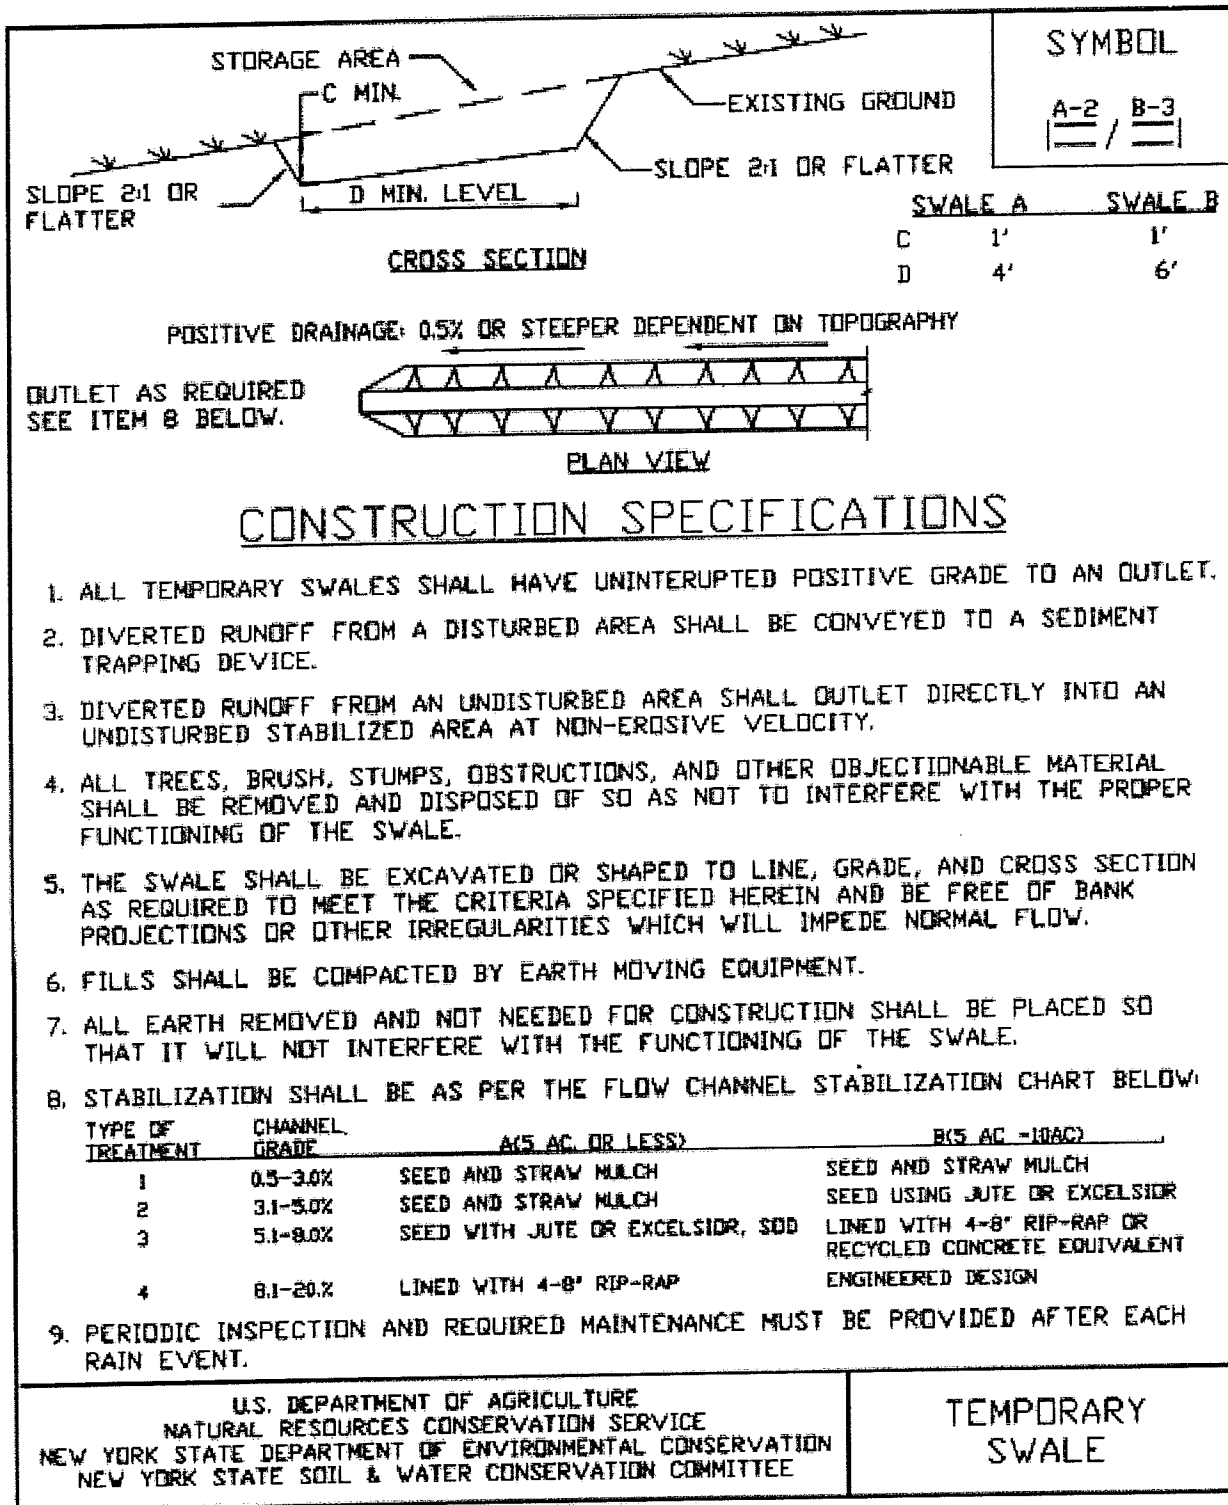 STORAGE AREA
C MIN.
EXISTING GROUND
SLOPE 2:1 OR FLATTER
SLOPE 2:1 OR
FLATTER
D MIN. LEVEL
CROSS SECTION
SYMBOL
A-2 / B-3
SWALE A SWALE B
C 1' 1'
D 4' 6'
POSITIVE DRAINAGE: 0.5% OR STEEPER DEPENDENT ON TOPOGRAPHY
OUTLET AS REQUIRED
SEE ITEM 8 BELOW.
PLAN VIEW
CONSTRUCTION SPECIFICATIONS
1. ALL TEMPORARY SWALES SHALL HAVE UNINTERUPTED POSITIVE GRADE TO AN OUTLET.
2. DIVERTED RUNOFF FROM A DISTURBED AREA SHALL BE CONVEYED TO A SEDIMENT
TRAPPING DEVICE.
3. DIVERTED RUNOFF FROM AN UNDISTURBED AREA SHALL OUTLET DIRECTLY INTO AN
UNDISTURBED STABILIZED AREA AT NON-EROSIVE VELOCITY.
4. ALL TREES, BRUSH, STUMPS, OBSTRUCTIONS, AND OTHER OBJECTIONABLE MATERIAL
SHALL BE REMOVED AND DISPOSED OF SO AS NOT TO INTERFERE WITH THE PROPER
FUNCTIONING OF THE SWALE.
5. THE SWALE SHALL BE EXCAVATED OR SHAPED TO LINE, GRADE, AND CROSS SECTION
AS REQUIRED TO MEET THE CRITERIA SPECIFIED HEREIN AND BE FREE OF BANK
PROJECTIONS OR OTHER IRREGULARITIES WHICH WILL IMPEDE NORMAL FLOW.
6. FILLS SHALL BE COMPACTED BY EARTH MOVING EQUIPMENT.
7. ALL EARTH REMOVED AND NOT NEEDED FOR CONSTRUCTION SHALL BE PLACED SO
THAT IT WILL NOT INTERFERE WITH THE FUNCTIONING OF THE SWALE.
8. STABILIZATION SHALL BE AS PER THE FLOW CHANNEL STABILIZATION CHART BELOW:
TYPE OF CHANNEL
TREATMENT GRADE A(5 AC. OR LESS) B(5 AC -10AC)
1 0.5-3.0% SEED AND STRAW MULCH SEED AND STRAW MULCH
2 3.1-5.0% SEED AND STRAW MULCH SEED USING JUTE OR EXCELSIOR
3 5.1-8.0% SEED WITH JUTE OR EXCELSIOR, SOD LINED WITH 4-8" RIP-RAP OR
RECYCLED CONCRETE EQUIVALENT
4 8.1-20.% LINED WITH 4-8" RIP-RAP ENGINEERED DESIGN
9. PERIODIC INSPECTION AND REQUIRED MAINTENANCE MUST BE PROVIDED AFTER EACH
RAIN EVENT.
U.S. DEPARTMENT OF AGRICULTURE
NATURAL RESOURCES CONSERVATION SERVICE
NEW YORK STATE DEPARTMENT OF ENVIRONMENTAL CONSERVATION
NEW YORK STATE SOIL & WATER CONSERVATION COMMITTEE
TEMPORARY
SWALE